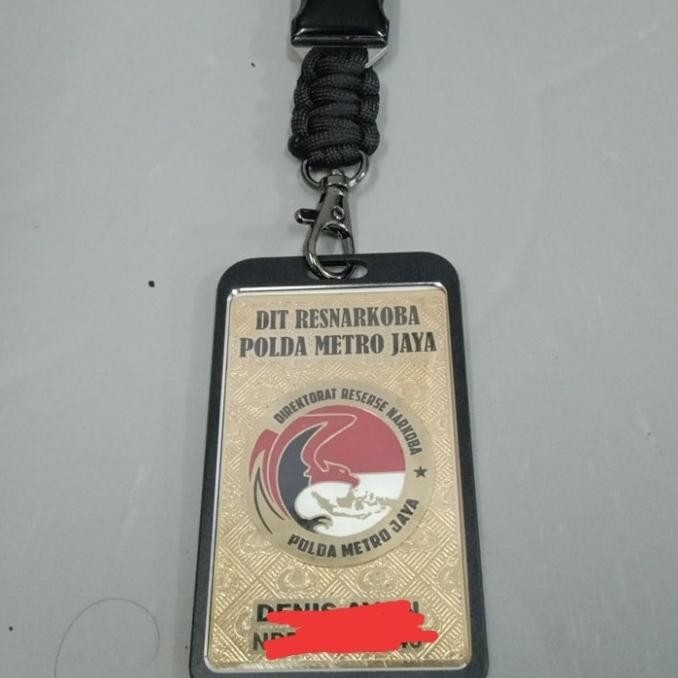 DIT RESNARKOBA
POLDA METRO JAYA
DIREKTORAT RESERSE NARKOBA
POLDA METRO JAYA